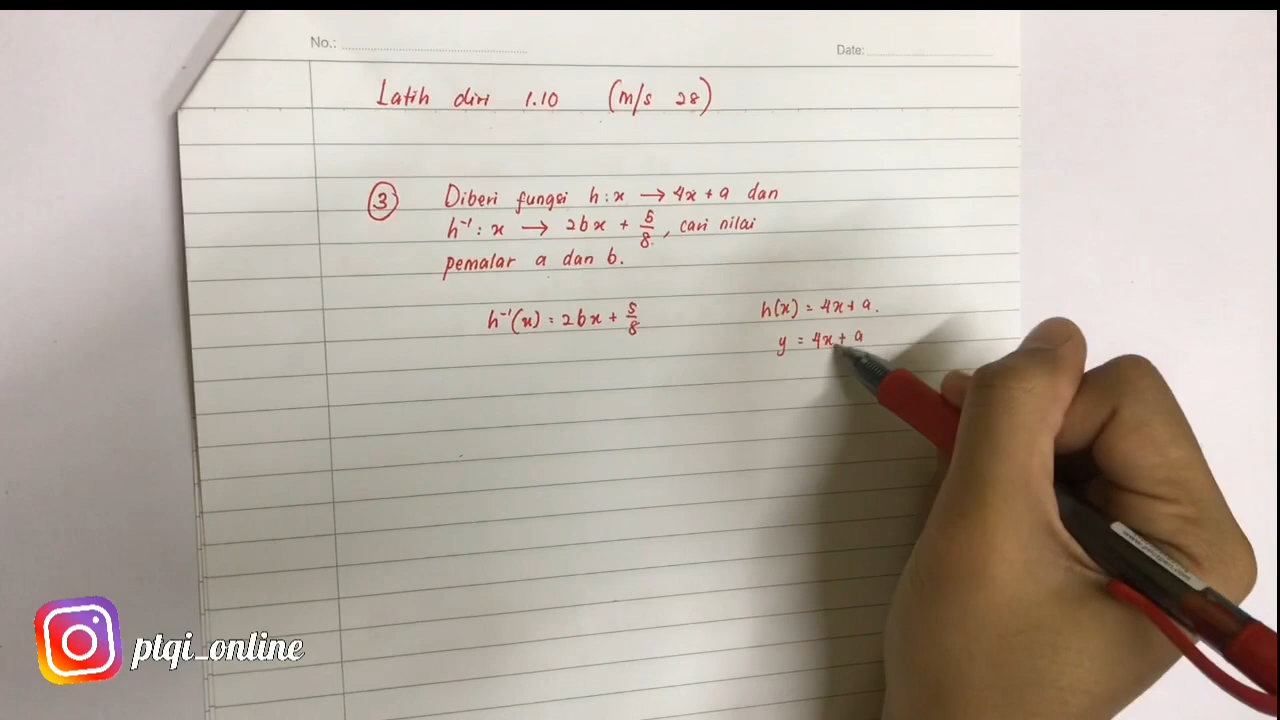 No.:
Date:
Latih diri 1.10 (m/s 28)
3 Diberi fungsi h : x → 4x + a dan
h⁻¹ : x → 2bx + 5/8, cari nilai
pemalar a dan b.
h⁻¹(x) = 2bx + 5/8
h(x) = 4x + a.
y = 4x + a
ptqi_online